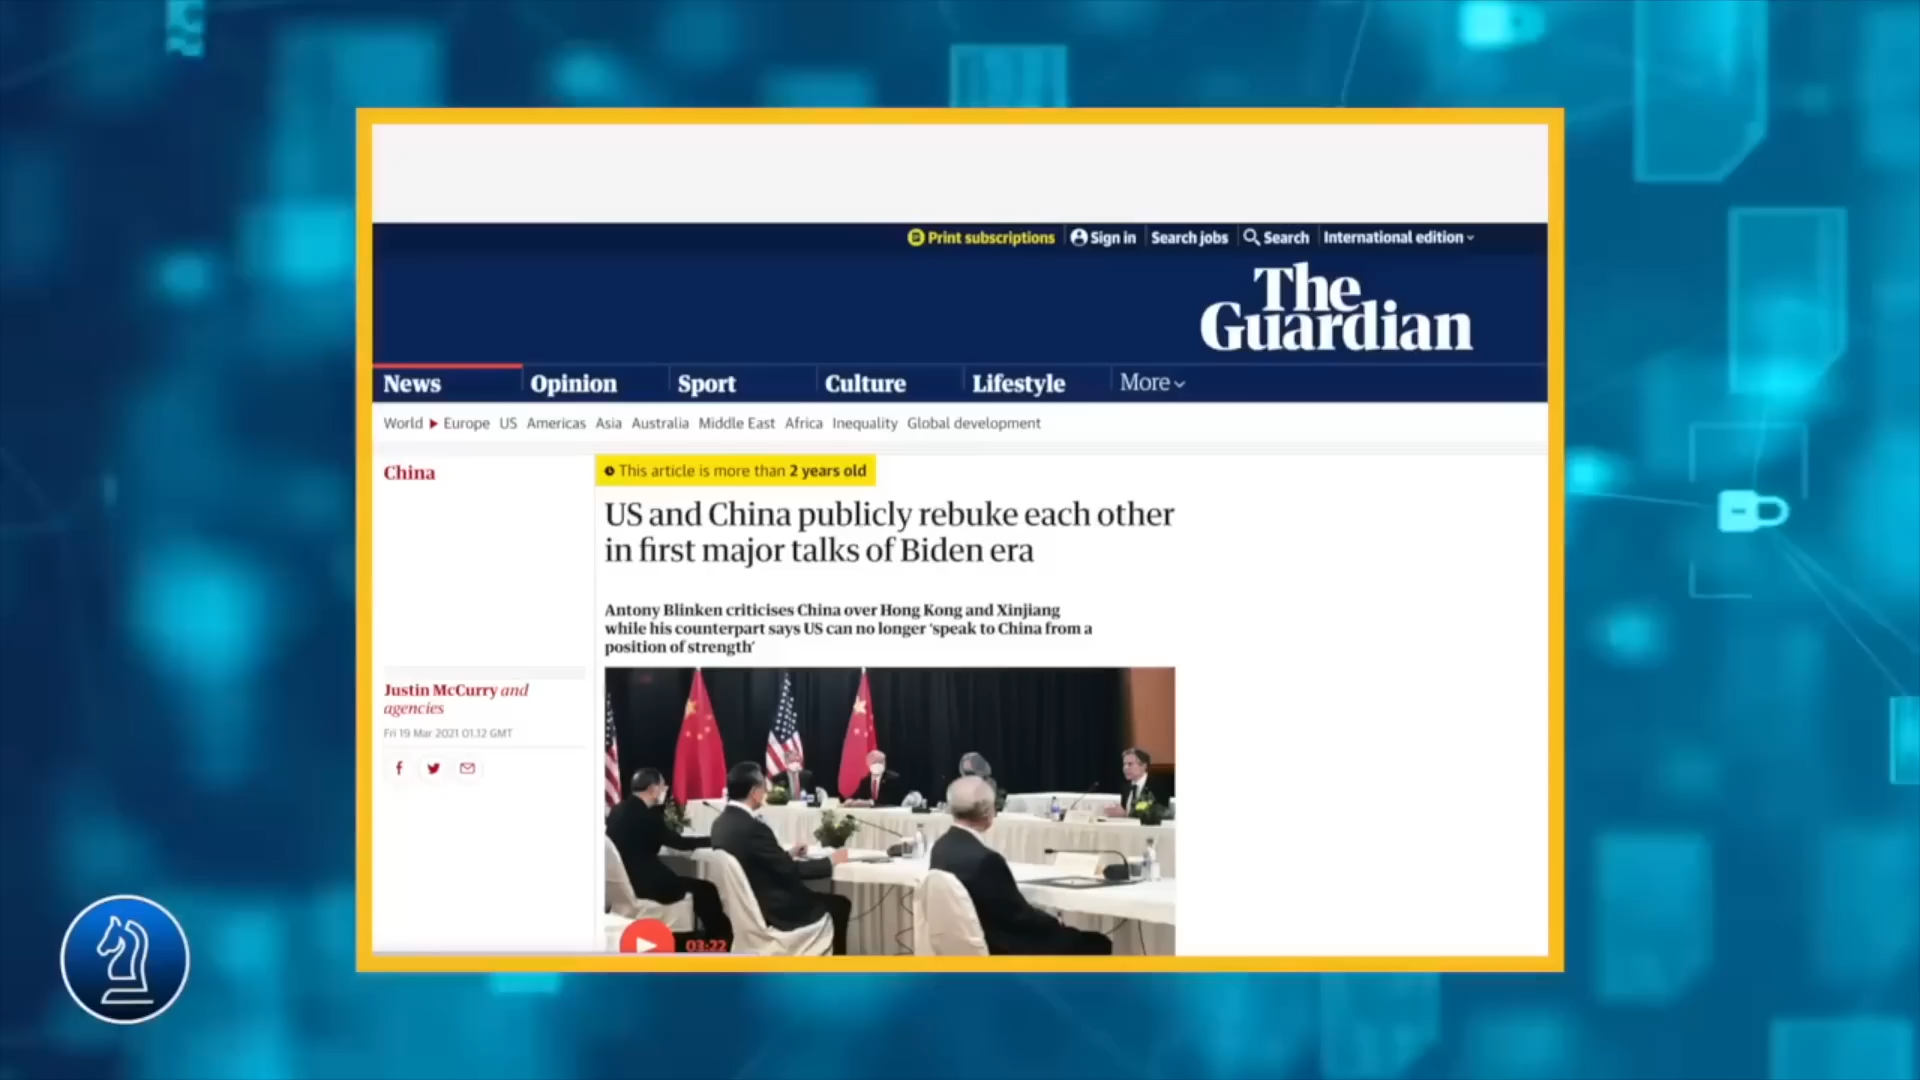 Print subscriptions
Sign in
Search jobs
Search
International edition
The
Guardian
News
Opinion
Sport
Culture
Lifestyle
More
World Europe US Americas Asia Australia Middle East Africa Inequality Global development
China
This article is more than 2 years old
US and China publicly rebuke each other
in first major talks of Biden era
Antony Blinken criticises China over Hong Kong and Xinjiang
while his counterpart says US can no longer ‘speak to China from a
position of strength’
Justin McCurry and
agencies
Fri 19 Mar 2021 01.12 GMT
03:22